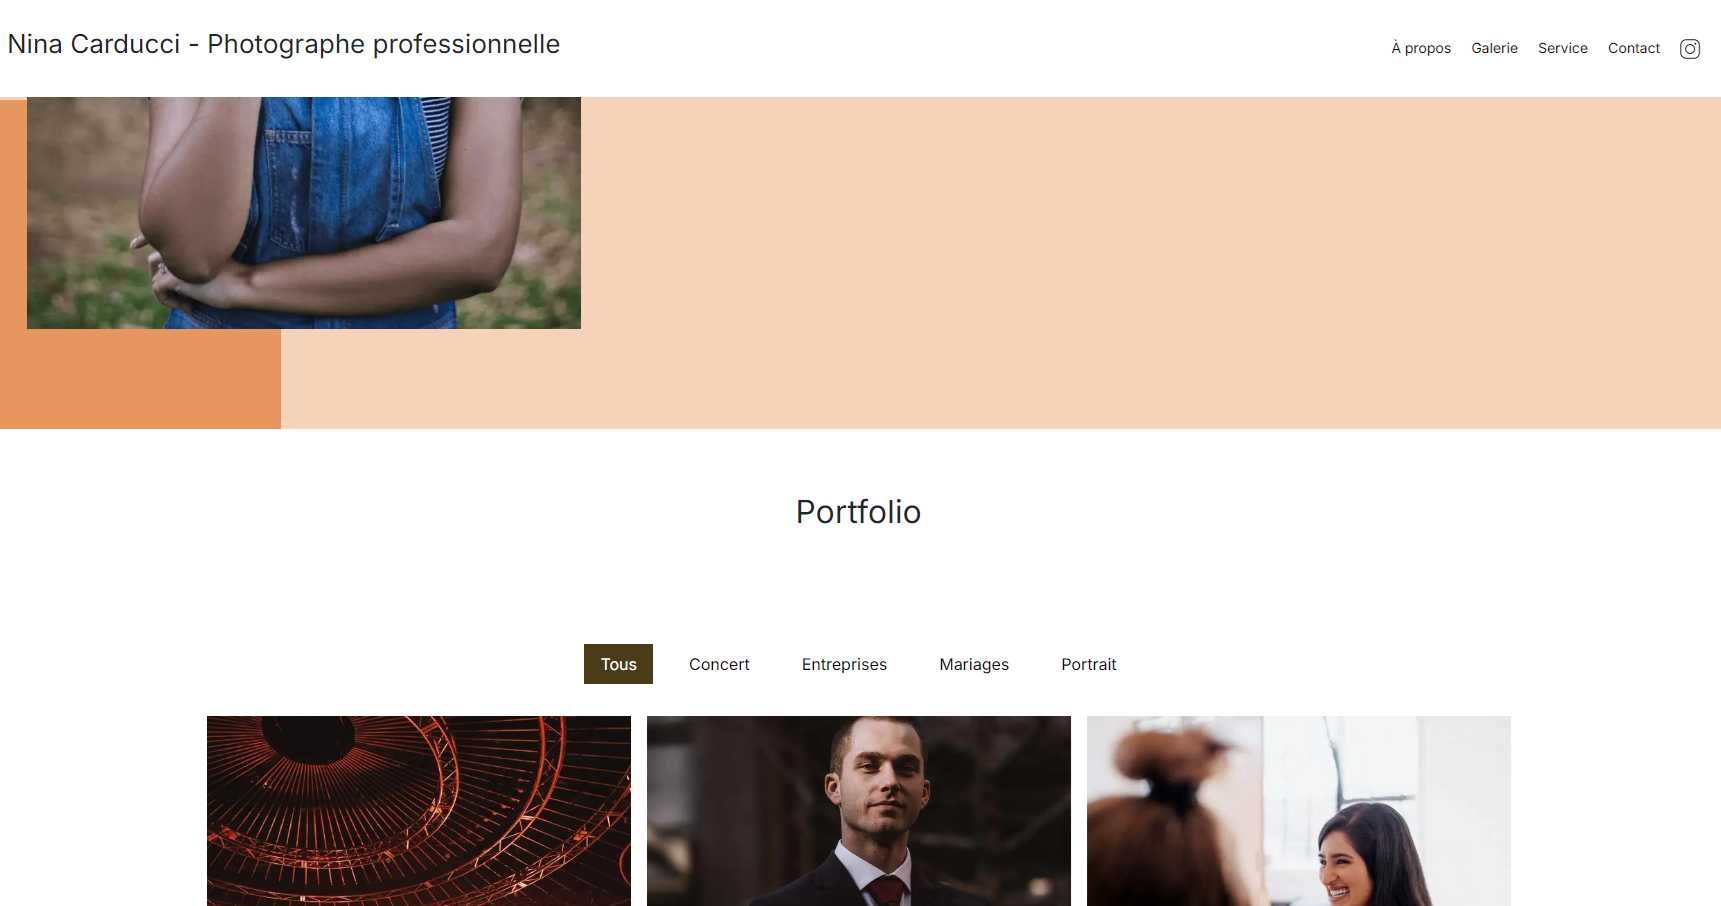 Nina Carducci - Photographe professionnelle
À propos Galerie Service Contact
Portfolio
Tous Concert Entreprises Mariages Portrait